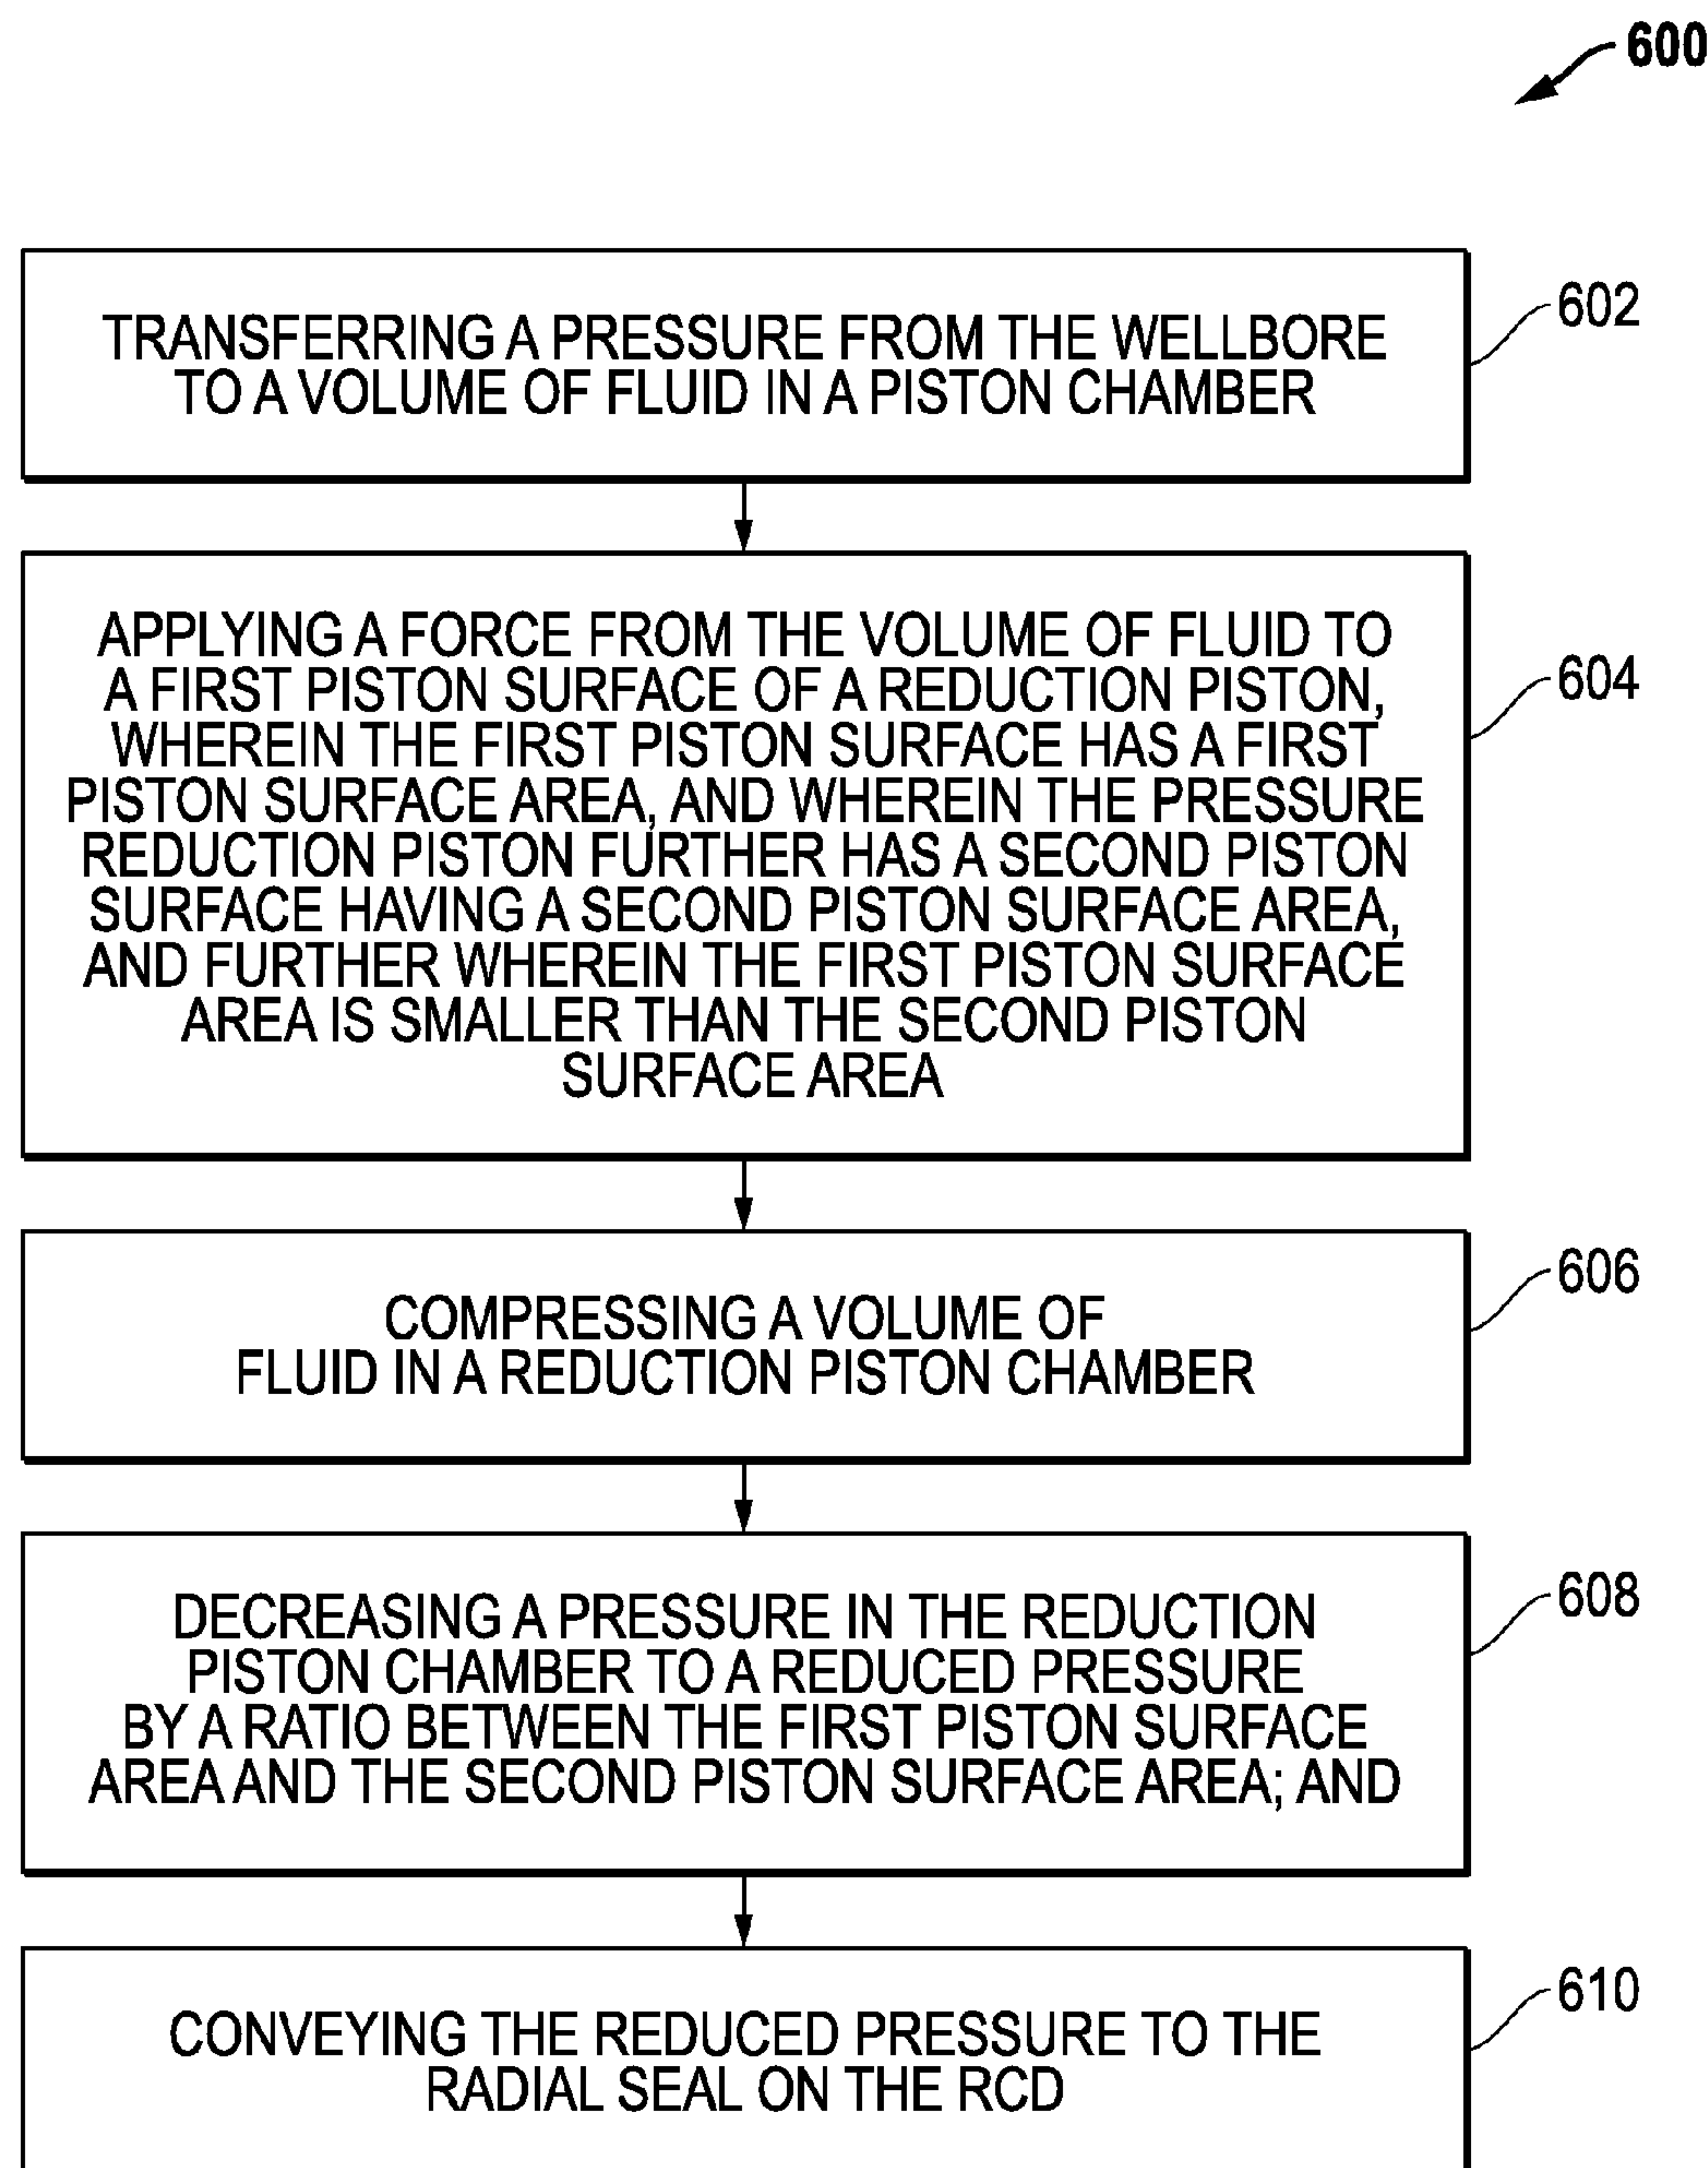 600
TRANSFERRING A PRESSURE FROM THE WELLBORE
TO A VOLUME OF FLUID IN A PISTON CHAMBER
602
APPLYING A FORCE FROM THE VOLUME OF FLUID TO
A FIRST PISTON SURFACE OF A REDUCTION PISTON,
WHEREIN THE FIRST PISTON SURFACE HAS A FIRST
PISTON SURFACE AREA, AND WHEREIN THE PRESSURE
REDUCTION PISTON FURTHER HAS A SECOND PISTON
SURFACE HAVING A SECOND PISTON SURFACE AREA,
AND FURTHER WHEREIN THE FIRST PISTON SURFACE
AREA IS SMALLER THAN THE SECOND PISTON
SURFACE AREA
604
COMPRESSING A VOLUME OF
FLUID IN A REDUCTION PISTON CHAMBER
606
DECREASING A PRESSURE IN THE REDUCTION
PISTON CHAMBER TO A REDUCED PRESSURE
BY A RATIO BETWEEN THE FIRST PISTON SURFACE
AREA AND THE SECOND PISTON SURFACE AREA; AND
608
CONVEYING THE REDUCED PRESSURE TO THE
RADIAL SEAL ON THE RCD
610